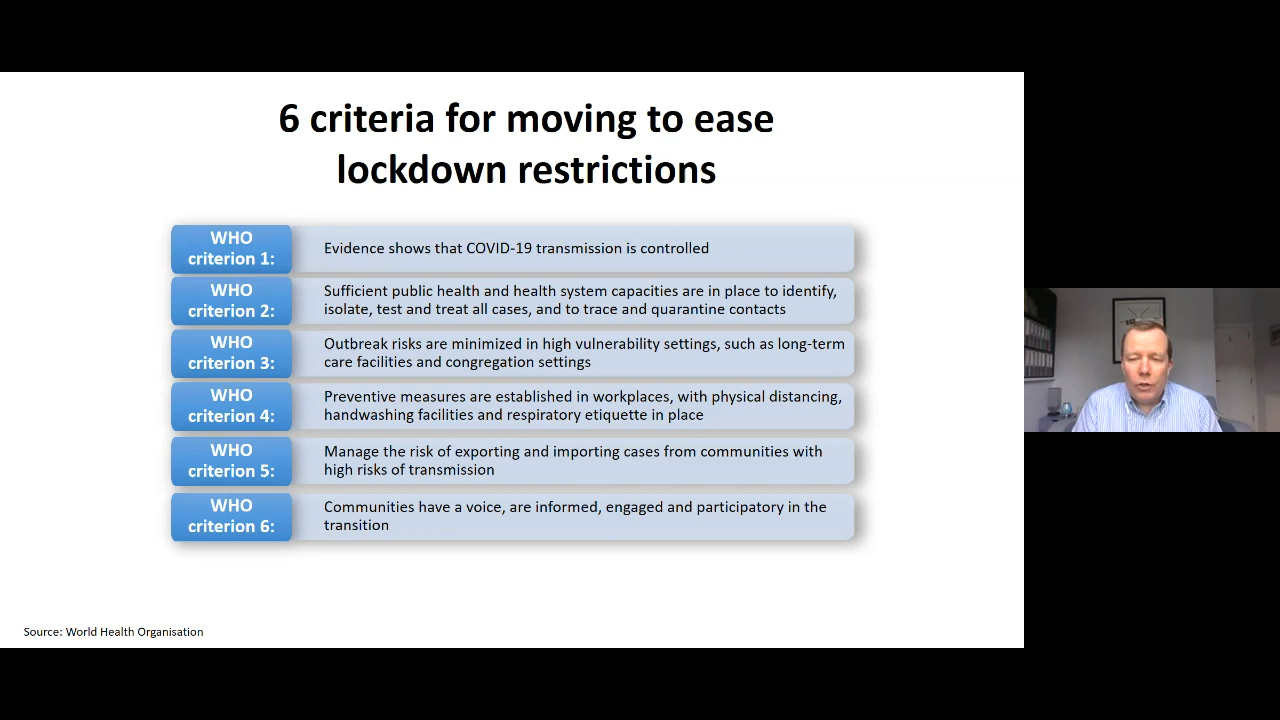 6 criteria for moving to ease
lockdown restrictions
WHO
criterion 1:
Evidence shows that COVID-19 transmission is controlled
WHO
criterion 2:
Sufficient public health and health system capacities are in place to identify,
isolate, test and treat all cases, and to trace and quarantine contacts
WHO
criterion 3:
Outbreak risks are minimized in high vulnerability settings, such as long-term
care facilities and congregation settings
WHO
criterion 4:
Preventive measures are established in workplaces, with physical distancing,
handwashing facilities and respiratory etiquette in place
WHO
criterion 5:
Manage the risk of exporting and importing cases from communities with
high risks of transmission
WHO
criterion 6:
Communities have a voice, are informed, engaged and participatory in the
transition
Source: World Health Organisation